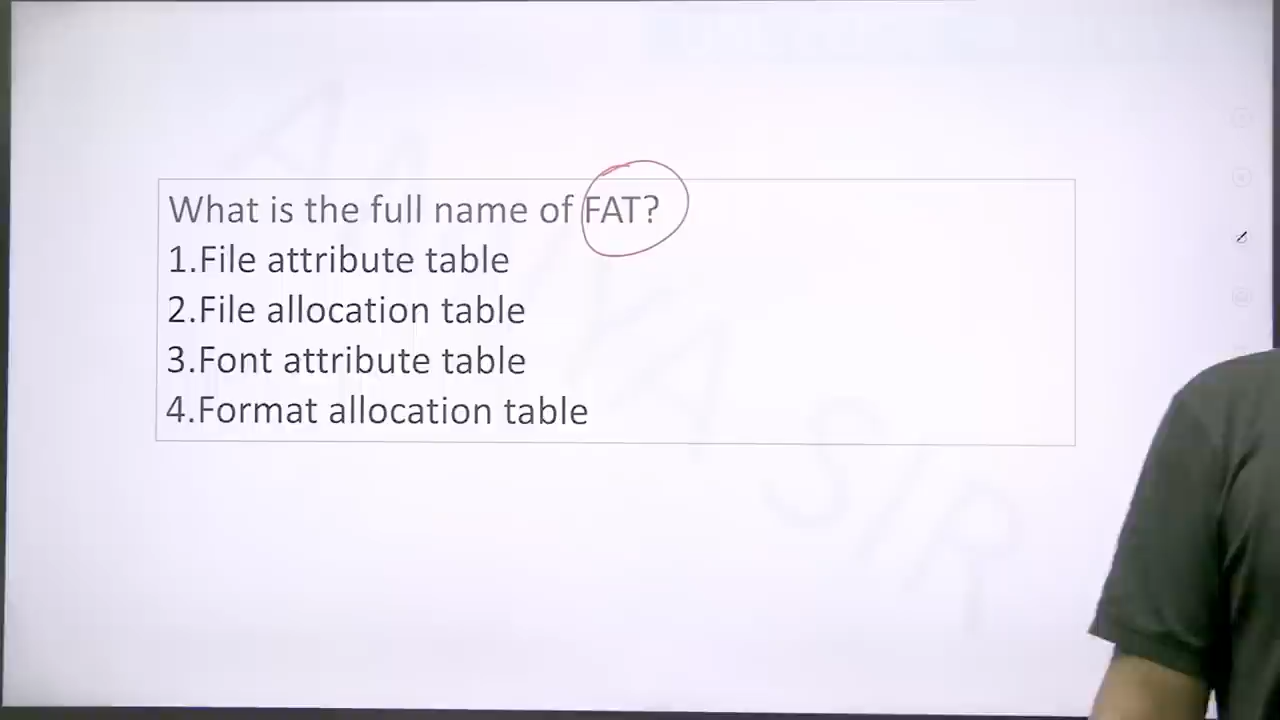 What is the full name of FAT?
1.File attribute table
2.File allocation table
3.Font attribute table
4.Format allocation table
SIR